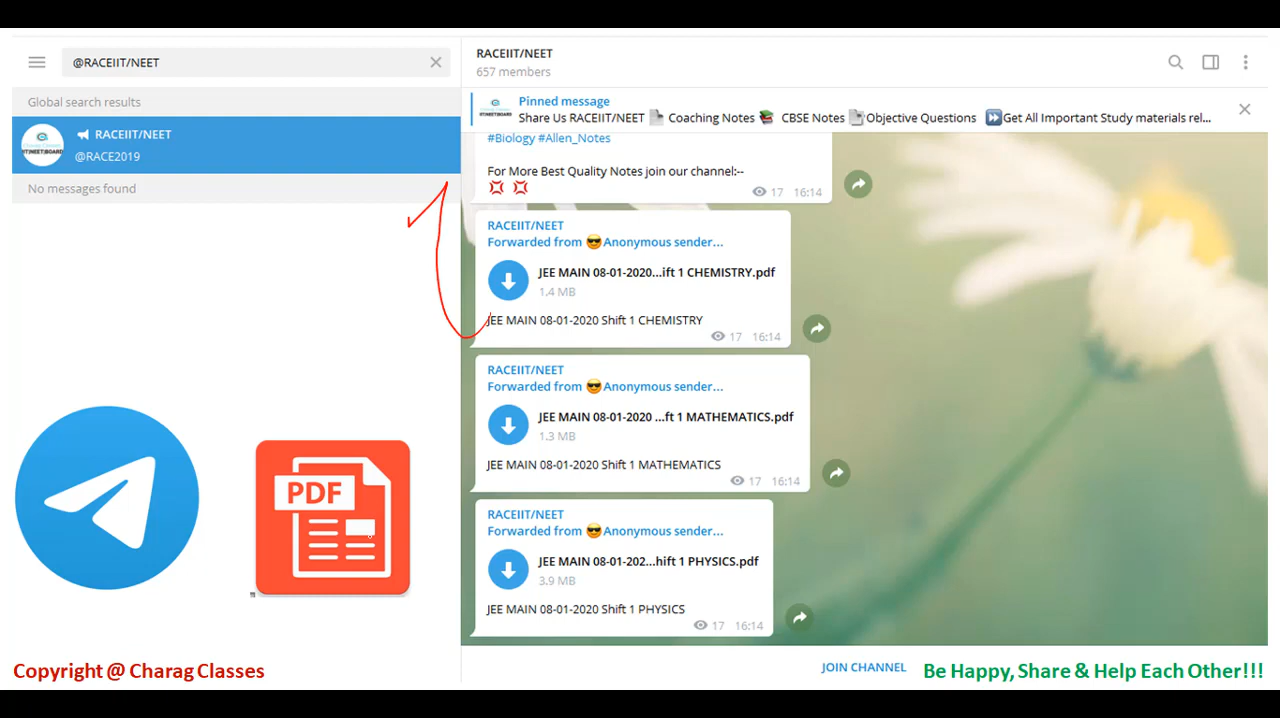 @RACEIIT/NEET
Global search results
RACEIIT/NEET
@RACE2019
No messages found
PDF
RACEIIT/NEET
657 members
Pinned message
Share Us RACEIIT/NEET Coaching Notes CBSE Notes Objective Questions Get All Important Study materials rel...
#Biology #Allen_Notes
For More Best Quality Notes join our channel:--
17 16:14
RACEIIT/NEET
Forwarded from 😎Anonymous sender...
JEE MAIN 08-01-2020...ift 1 CHEMISTRY.pdf
1.4 MB
JEE MAIN 08-01-2020 Shift 1 CHEMISTRY
17 16:14
RACEIIT/NEET
Forwarded from 😎Anonymous sender...
JEE MAIN 08-01-2020 ...ft 1 MATHEMATICS.pdf
1.3 MB
JEE MAIN 08-01-2020 Shift 1 MATHEMATICS
17 16:14
RACEIIT/NEET
Forwarded from 😎Anonymous sender...
JEE MAIN 08-01-202...hift 1 PHYSICS.pdf
3.9 MB
JEE MAIN 08-01-2020 Shift 1 PHYSICS
17 16:14
JOIN CHANNEL
Copyright @ Charag Classes
Be Happy, Share & Help Each Other!!!